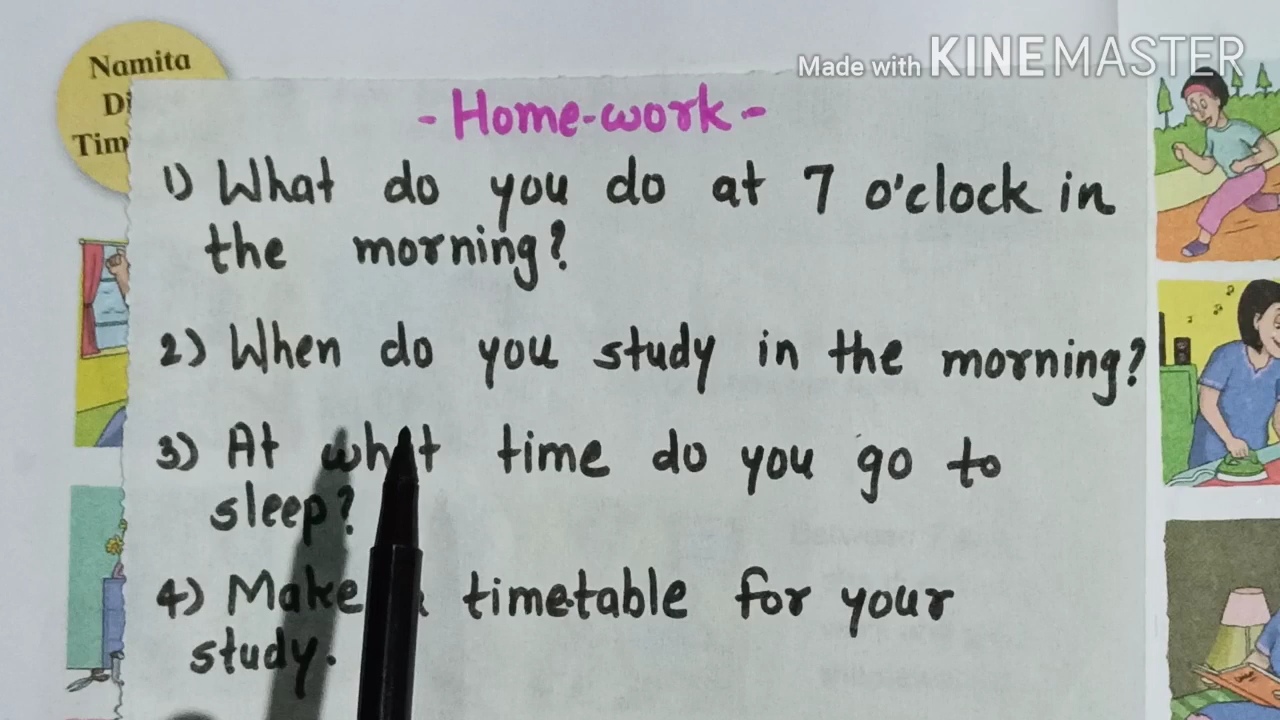 Made with KINEMASTER
Namita
Tim
- Home-work -
1) What do you do at 7 o'clock in
the morning?
2) When do you study in the morning?
3) At what time do you go to
sleep?
4) Make timetable for your
study.